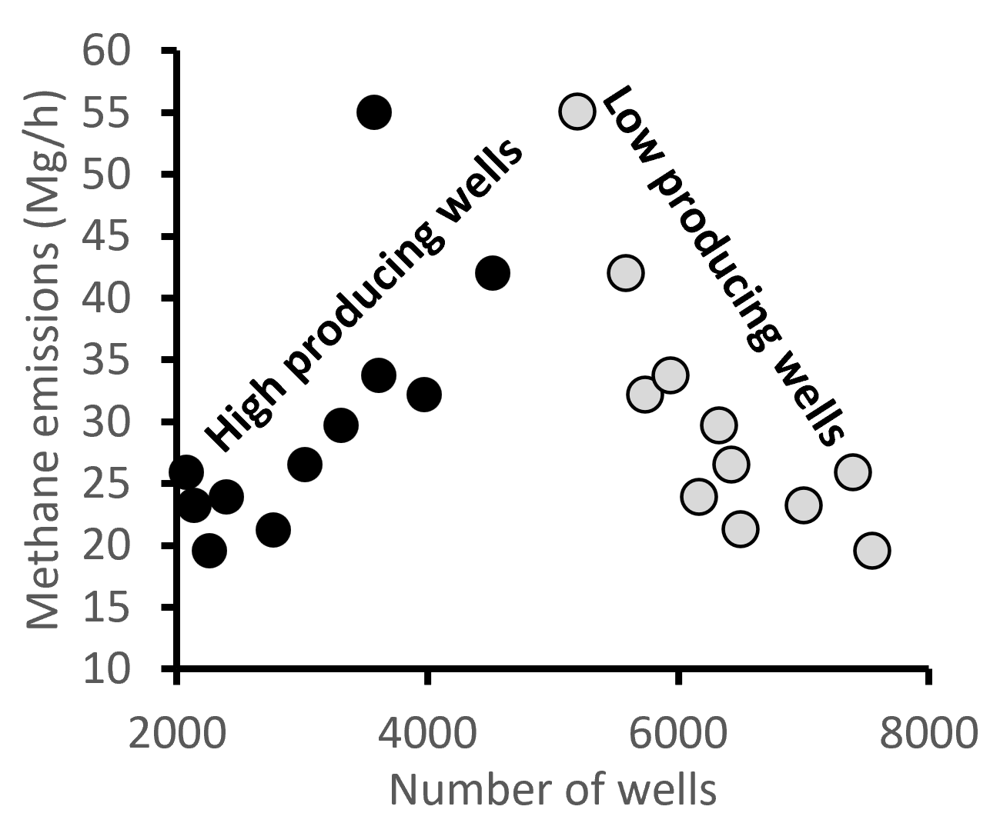 60
55
50
45
40
35
30
25
20
15
10
Methane emissions (Mg/h)
High producing wells
Low producing wells
2000 4000 6000 8000
Number of wells